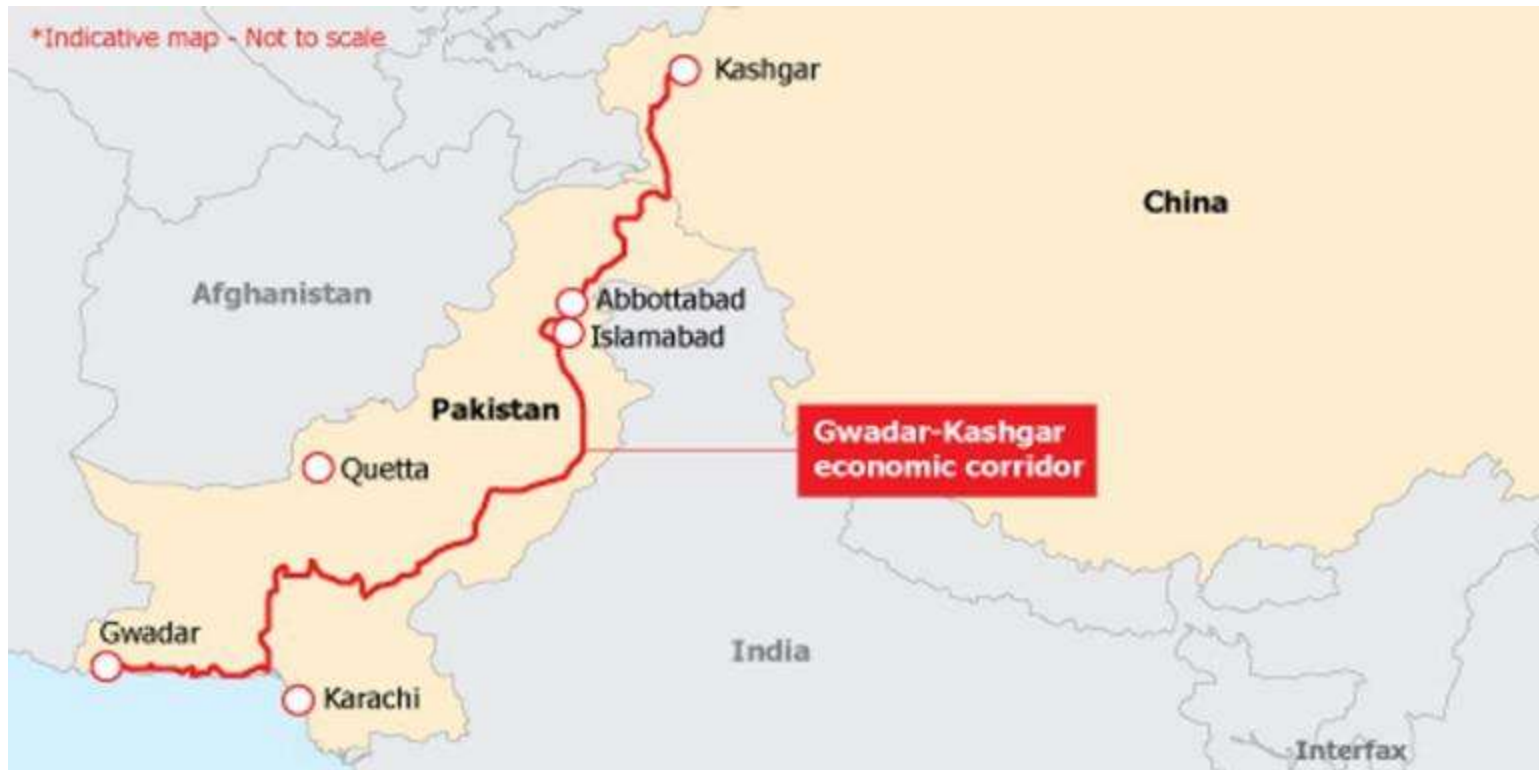 *Indicative map - Not to scale
Kashgar
China
Afghanistan
Abbottabad
Islamabad
Pakistan
Gwadar-Kashgar
economic corridor
Quetta
Gwadar
India
Karachi
Interfax